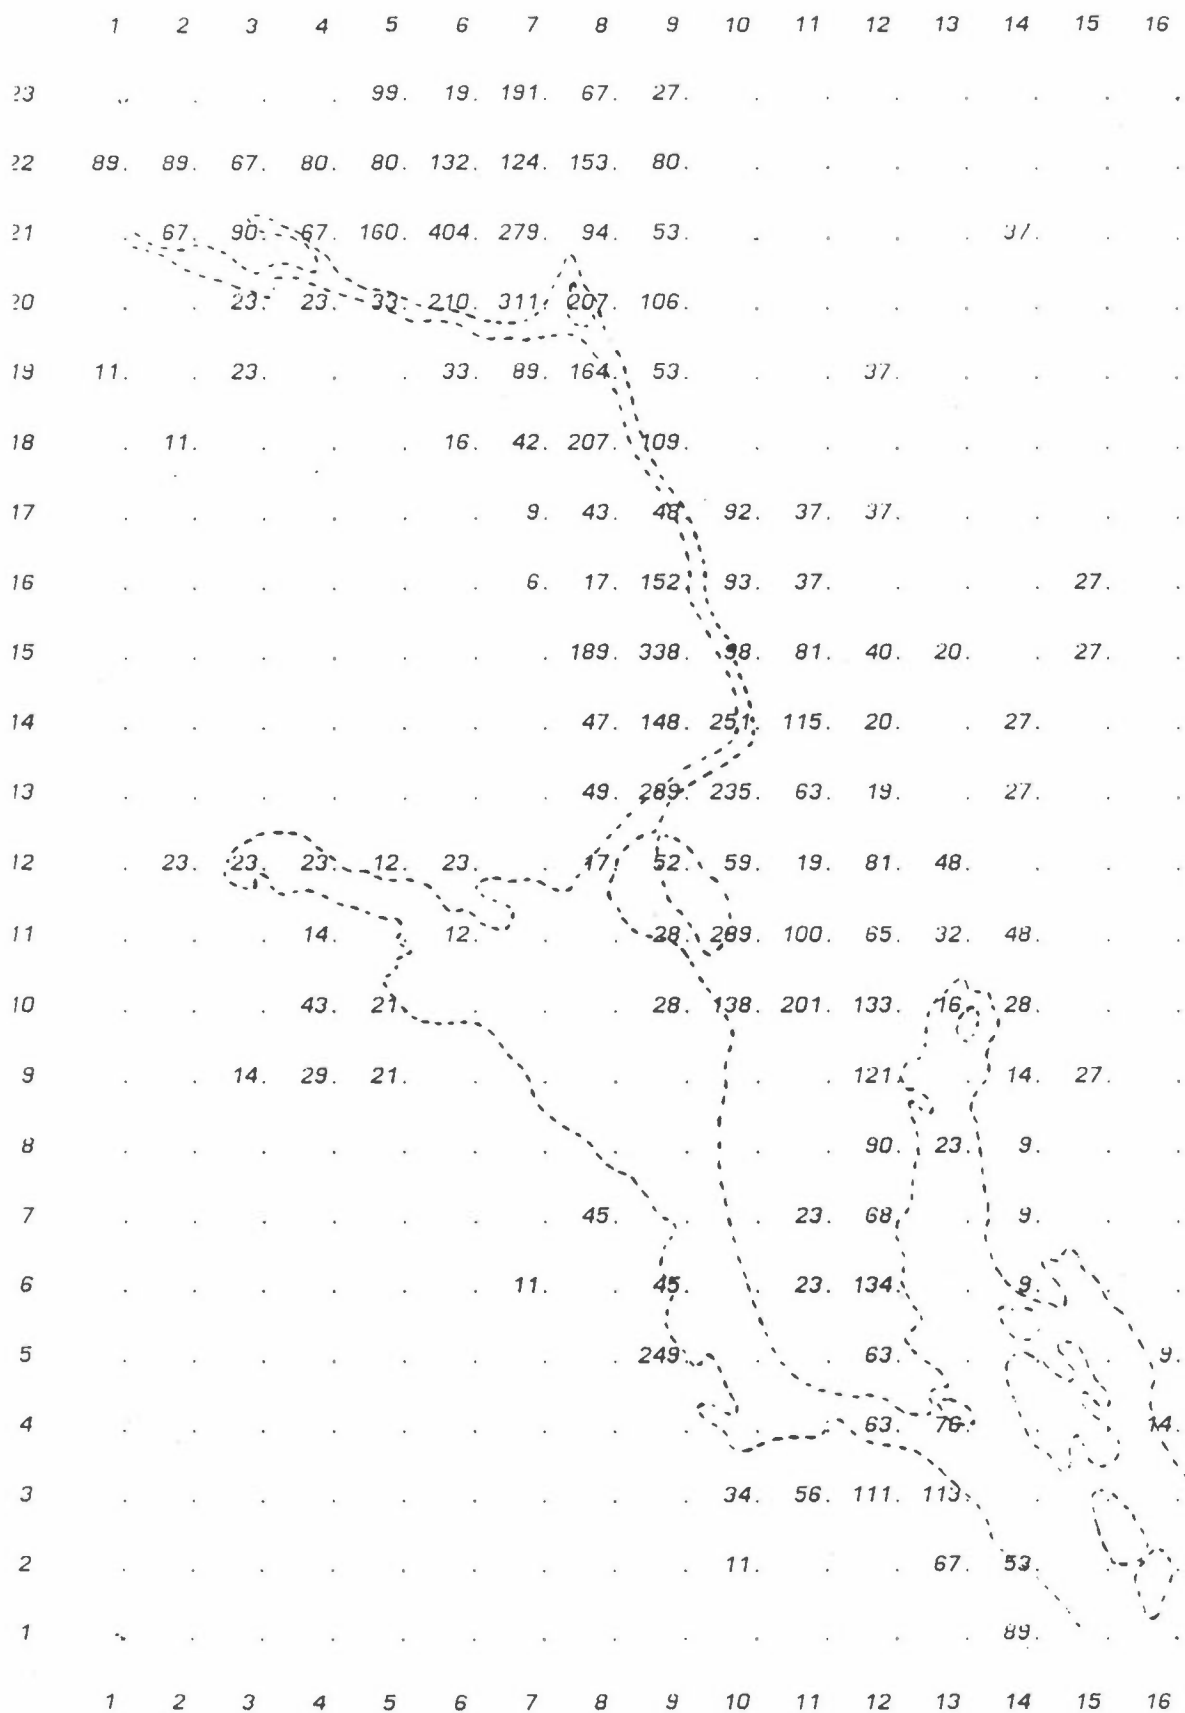 1 2 3 4 5 6 7 8 9 10 11 12 13 14 15 16
23 . . . . 99. 19. 191. 67. 27. . . . . . . .
22 89. 89. 67. 80. 80. 132. 124. 153. 80. . . . . . . .
21 . 67. 90. 67. 160. 404. 279. 94. 53. . . . . 37. . .
20 . . 23. 23. 33. 210. 311. 207. 106. . . . . . . .
19 11. . 23. . . 33. 89. 164. 53. . . 37. . . . .
18 . 11. . . . 16. 42. 207. 109. . . . . . . .
17 . . . . . . 9. 43. 48. 92. 37. 37. . . . .
16 . . . . . . 6. 17. 152. 93. 37. . . . 27. .
15 . . . . . . . 189. 338. 98. 81. 40. 20. . 27. .
14 . . . . . . . 47. 148. 251. 115. 20. . 27. . .
13 . . . . . . . 49. 289. 235. 63. 19. . 27. . .
12 . 23. 23. 23. 12. 23. . 17. 52. 59. 19. 81. 48. . . .
11 . . . 14. . 12. . . 28. 289. 100. 65. 32. 48. . .
10 . . . 43. 21. . . . 28. 138. 201. 133. 16. 28. . .
9 . . 14. 29. 21. . . . . . . 121. . 14. 27. .
8 . . . . . . . . . . . 90. 23. 9. . .
7 . . . . . . . 45. . . 23. 68. . 9. . .
6 . . . . . . 11. . 45. . 23. 134. . 9. . .
5 . . . . . . . . 249. . . 63. . . . 9.
4 . . . . . . . . . . . 63. 76. . . 14.
3 . . . . . . . . . 34. 56. 111. 113. . . .
2 . . . . . . . . . 11. . . 67. 53. . .
1 . . . . . . . . . . . . . 89. . .
1 2 3 4 5 6 7 8 9 10 11 12 13 14 15 16